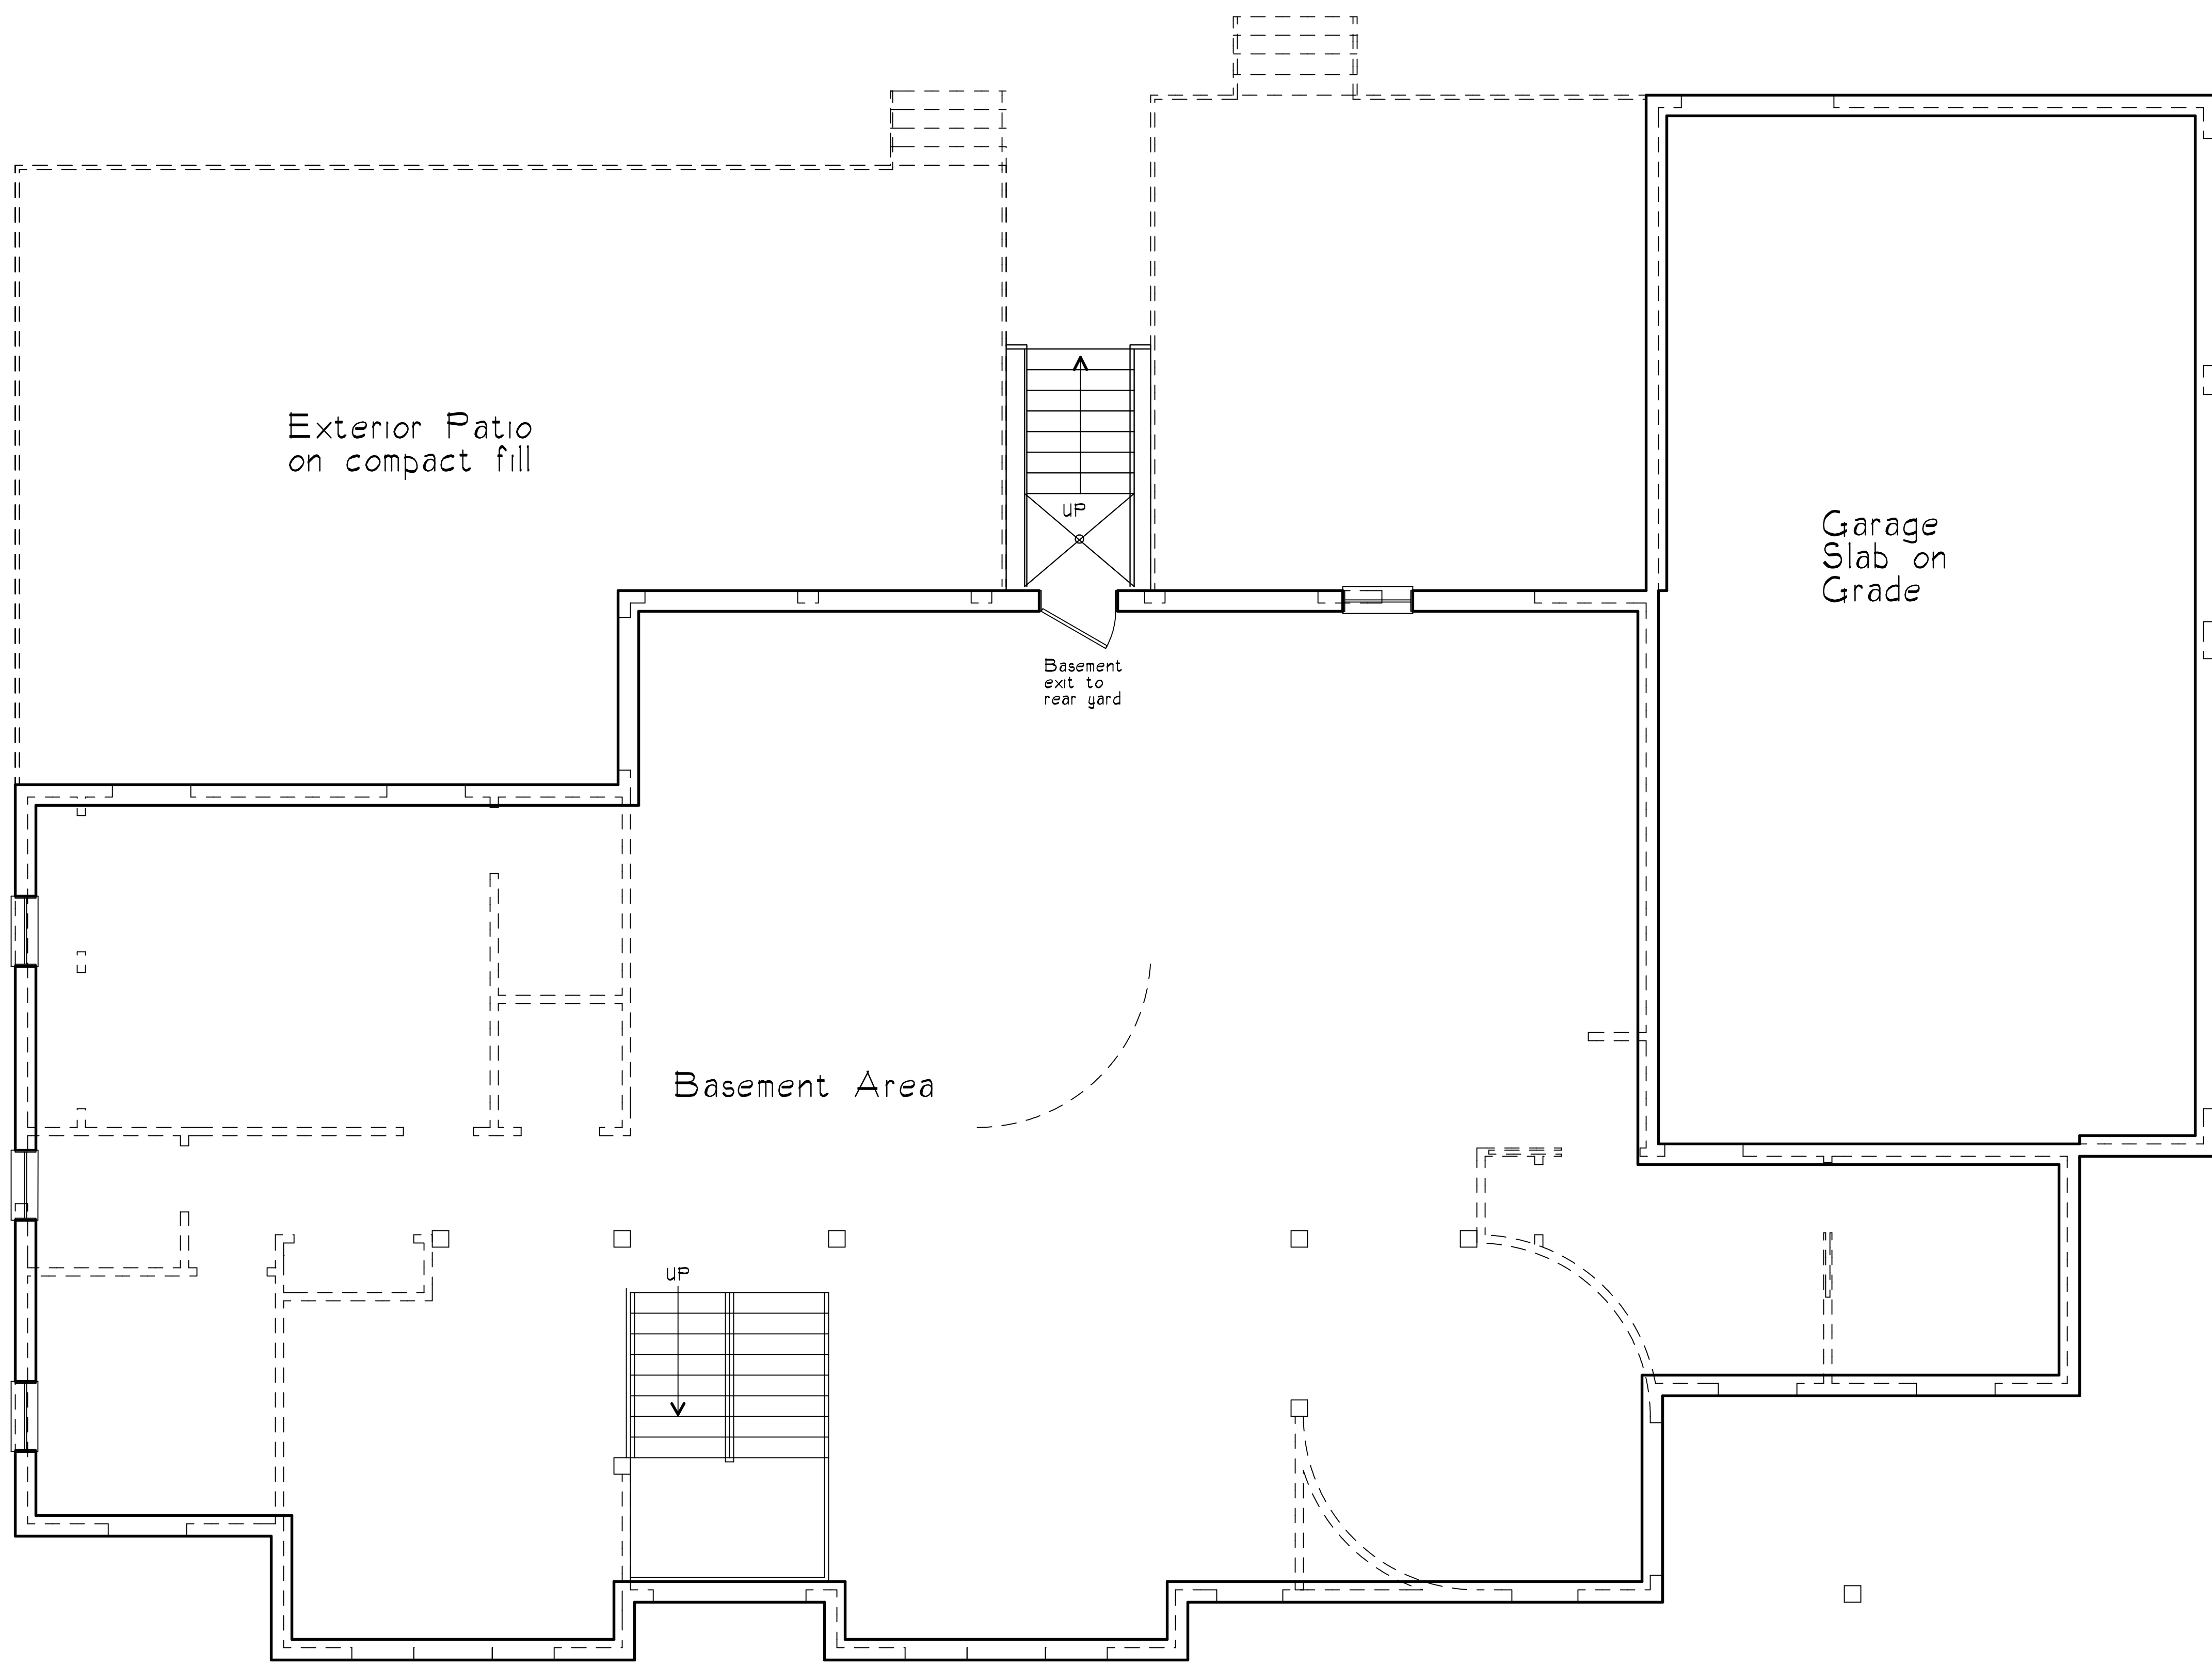 Exterior Patio
on compact fill
UP
Garage
Slab on
Grade
Basement
exit to
rear yard
Basement Area
UP